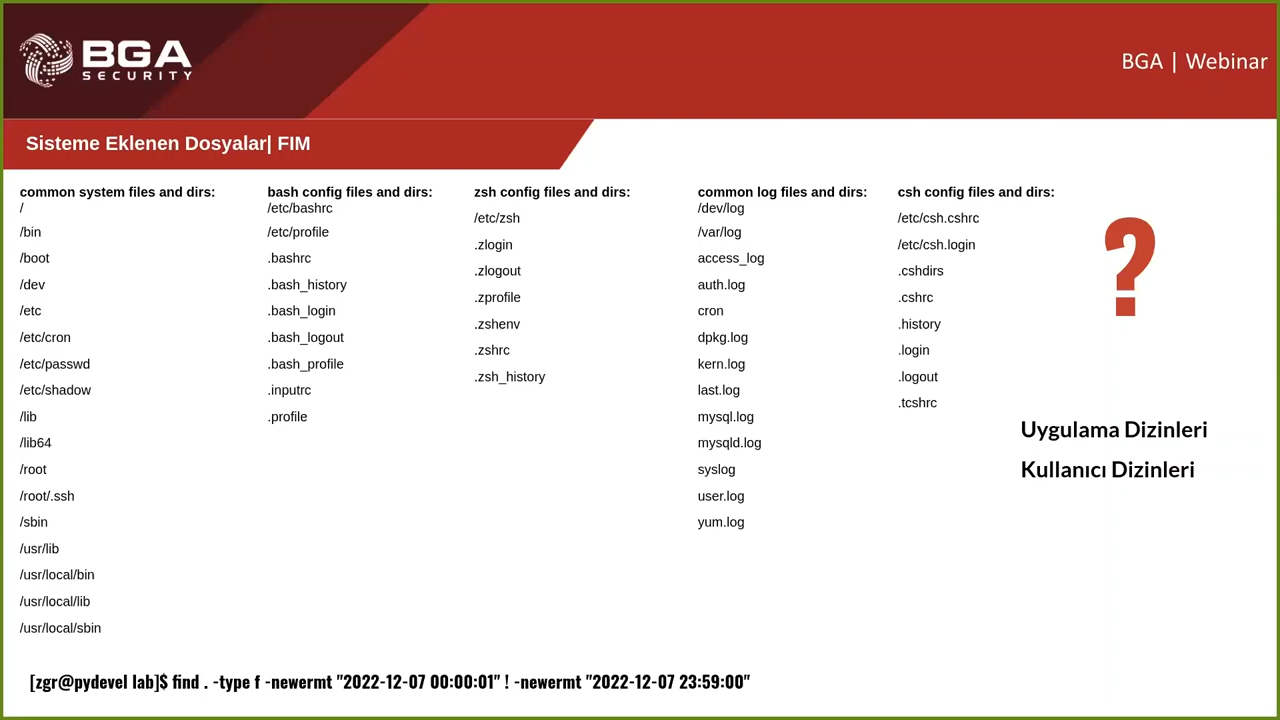 BGA
SECURITY
BGA | Webinar
Sisteme Eklenen Dosyalar| FIM
common system files and dirs:
/
/bin
/boot
/dev
/etc
/etc/cron
/etc/passwd
/etc/shadow
/lib
/lib64
/root
/root/.ssh
/sbin
/usr/lib
/usr/local/bin
/usr/local/lib
/usr/local/sbin
bash config files and dirs:
/etc/bashrc
/etc/profile
.bashrc
.bash_history
.bash_login
.bash_logout
.bash_profile
.inputrc
.profile
zsh config files and dirs:
/etc/zsh
.zlogin
.zlogout
.zprofile
.zshenv
.zshrc
.zsh_history
common log files and dirs:
/dev/log
/var/log
access_log
auth.log
cron
dpkg.log
kern.log
last.log
mysql.log
mysqld.log
syslog
user.log
yum.log
csh config files and dirs:
/etc/csh.cshrc
/etc/csh.login
.cshdirs
.cshrc
.history
.login
.logout
.tcshrc
?
Uygulama Dizinleri
Kullanıcı Dizinleri
[zgr@pydevel lab]$ find . -type f -newermt "2022-12-07 00:00:01" ! -newermt "2022-12-07 23:59:00"